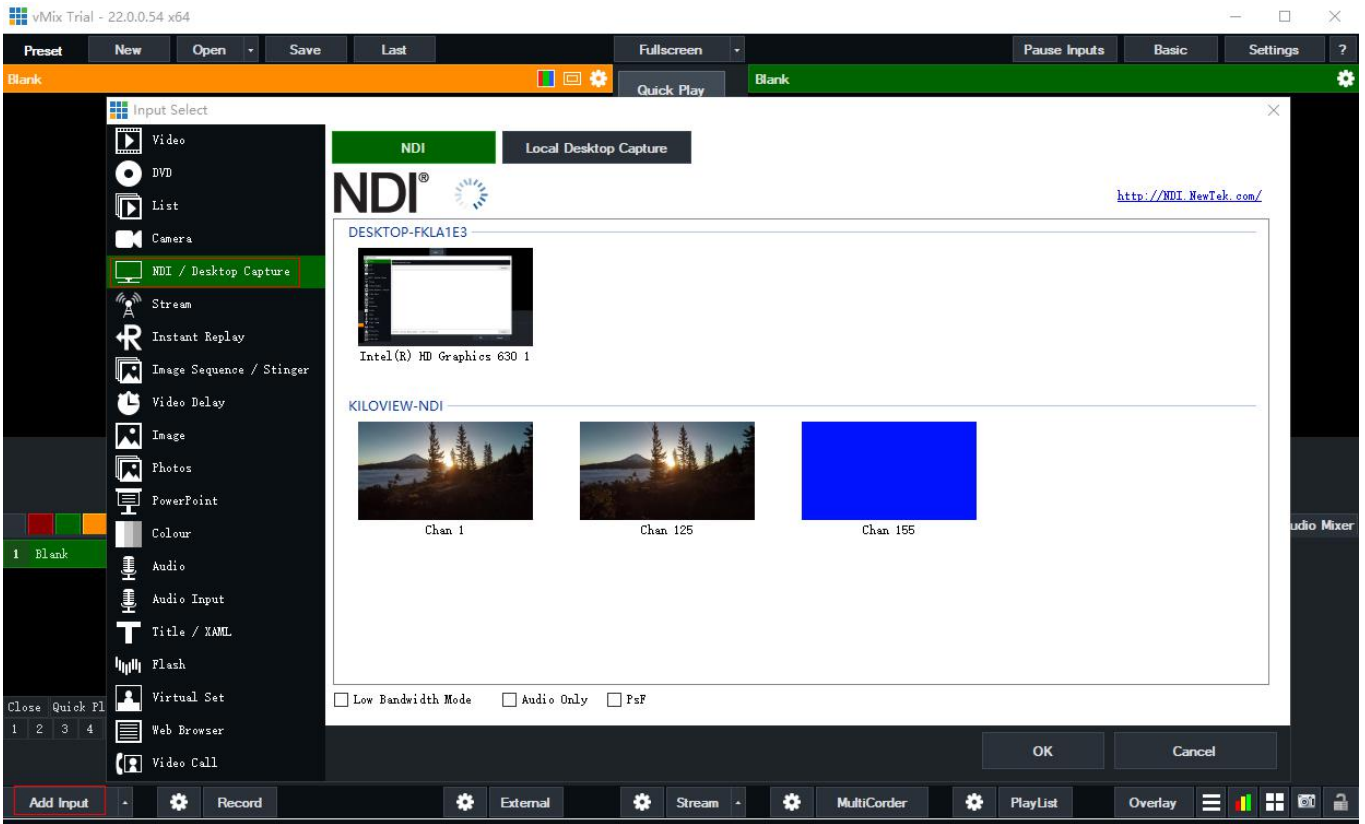 vMix Trial - 22.0.0.54 x64
Preset New Open Save Last Fullscreen Pause Inputs Basic Settings ?
Blank Quick Play Blank
Input Select
Video
DVD
List
Camera
NDI / Desktop Capture
Stream
Instant Replay
Image Sequence / Stinger
Video Delay
Image
Photos
PowerPoint
Colour
Audio
Audio Input
Title / XAML
Flash
Virtual Set
Web Browser
Video Call
NDI Local Desktop Capture
NDI®
http://NDI.NewTek.com/
DESKTOP-FKLA1E3
Intel(R) HD Graphics 630 1
KILOVIEW-NDI
Chan 1 Chan 125 Chan 155
Low Bandwidth Mode Audio Only PsF
OK Cancel
udio Mixer
1 Blank
Close Quick Pl
1 2 3 4
Add Input Record External Stream MultiCorder PlayList Overlay